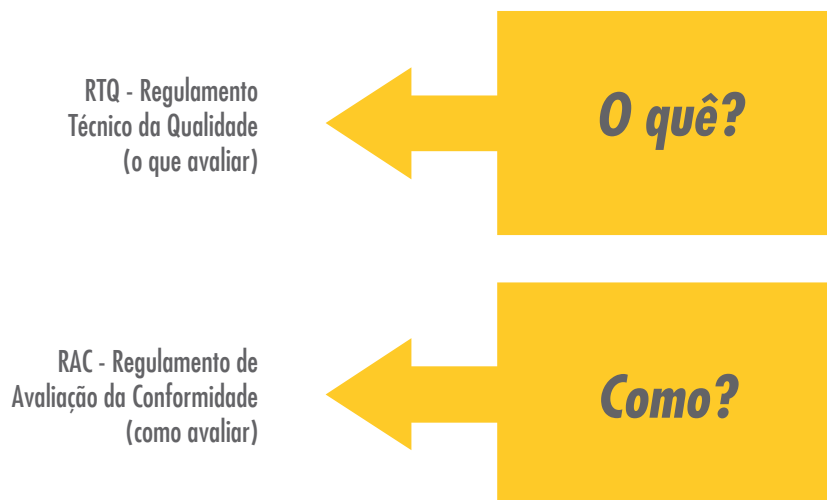 RTQ - Regulamento
Técnico da Qualidade
(o que avaliar)
O quê?
RAC - Regulamento de
Avaliação da Conformidade
(como avaliar)
Como?